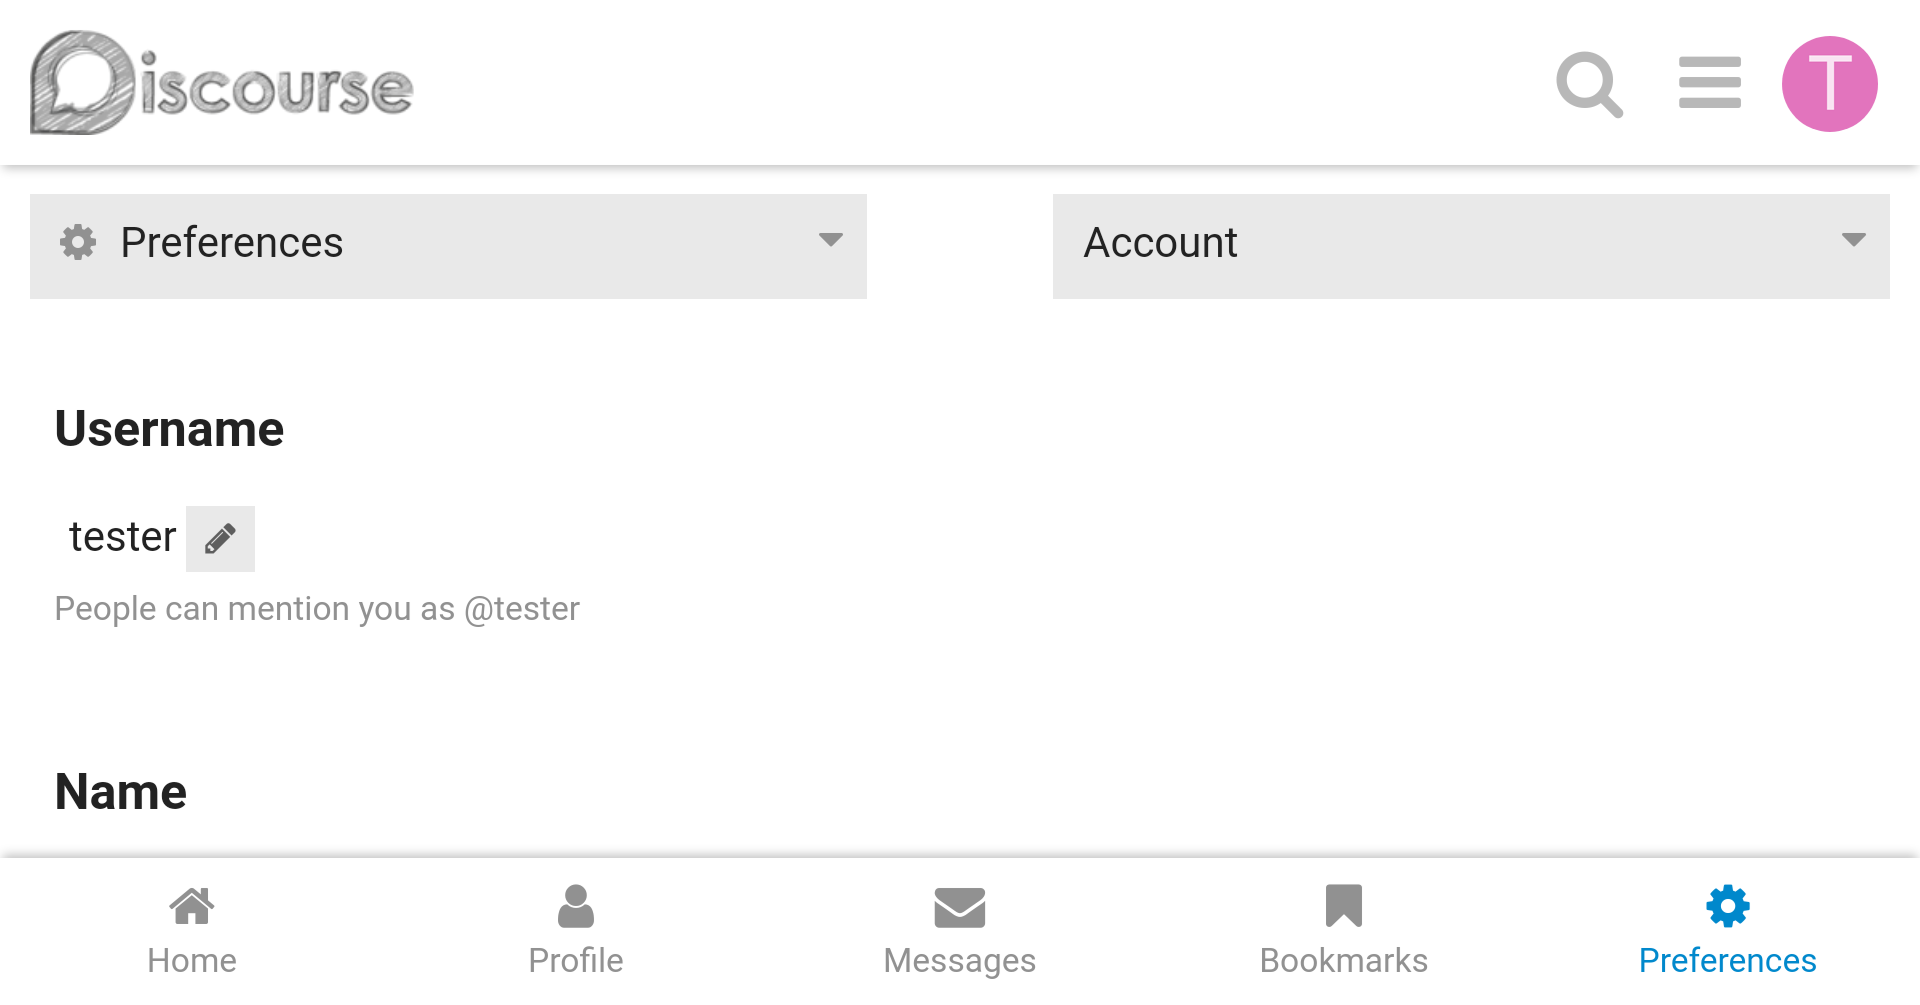 Discourse
T
Preferences
Account
Username
tester
People can mention you as @tester
Name
Home
Profile
Messages
Bookmarks
Preferences